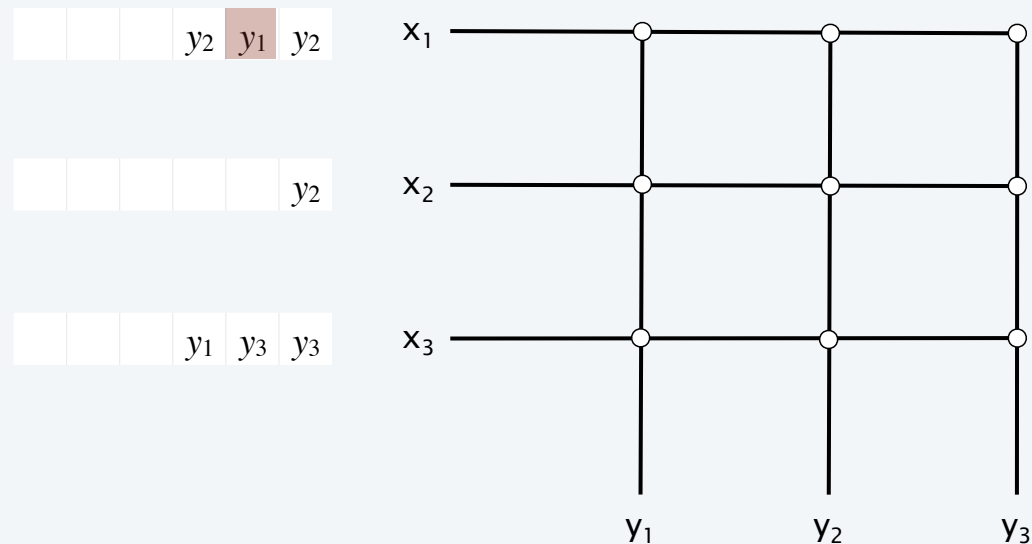 y₂ y₁ y₂ x₁
y₂ x₂
y₁ y₃ y₃ x₃
y₁ y₂ y₃